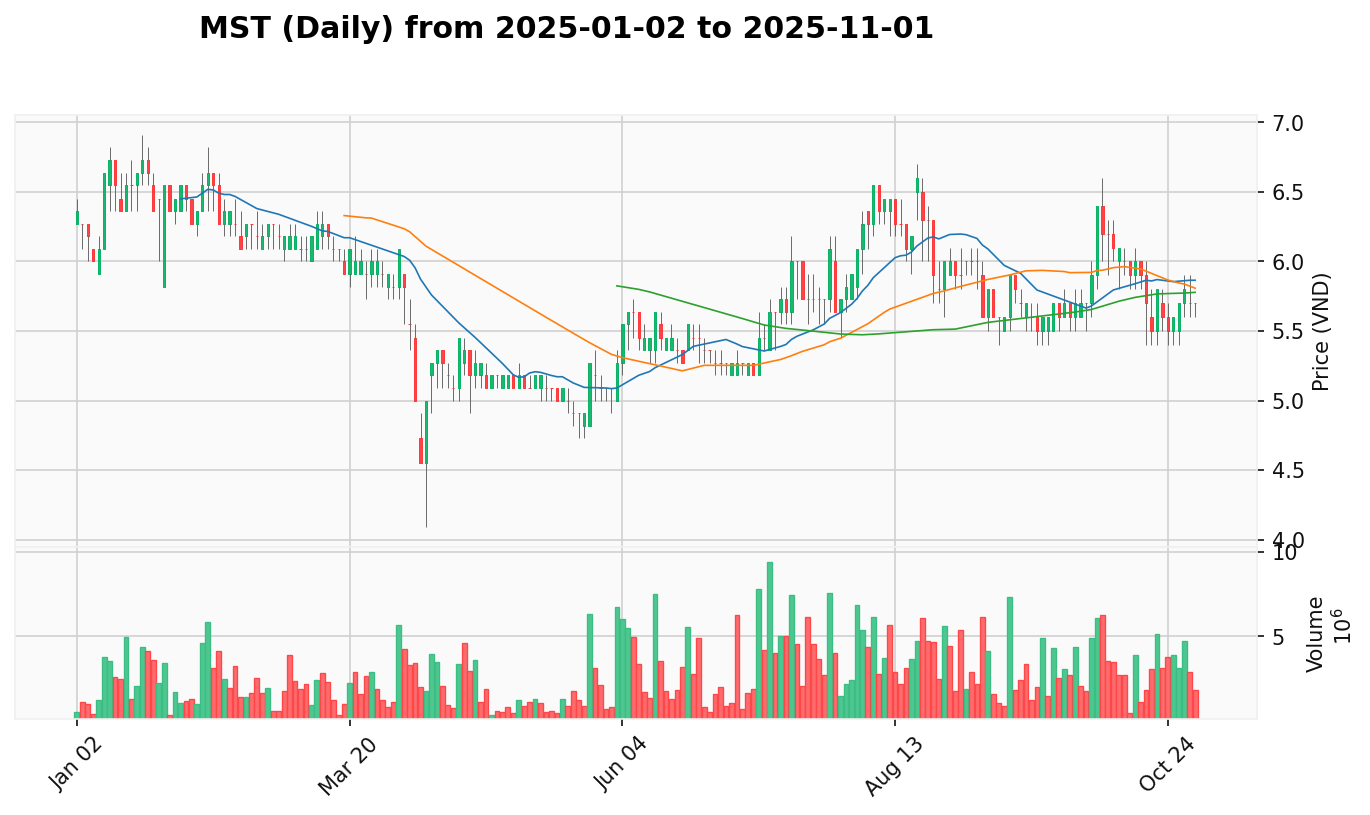 MST (Daily) from 2025-01-02 to 2025-11-01
7.0
6.5
6.0
5.5
5.0
4.5
4.0
Price (VND)
10
5
Volume
10^6
Jan 02
Mar 20
Jun 04
Aug 13
Oct 24